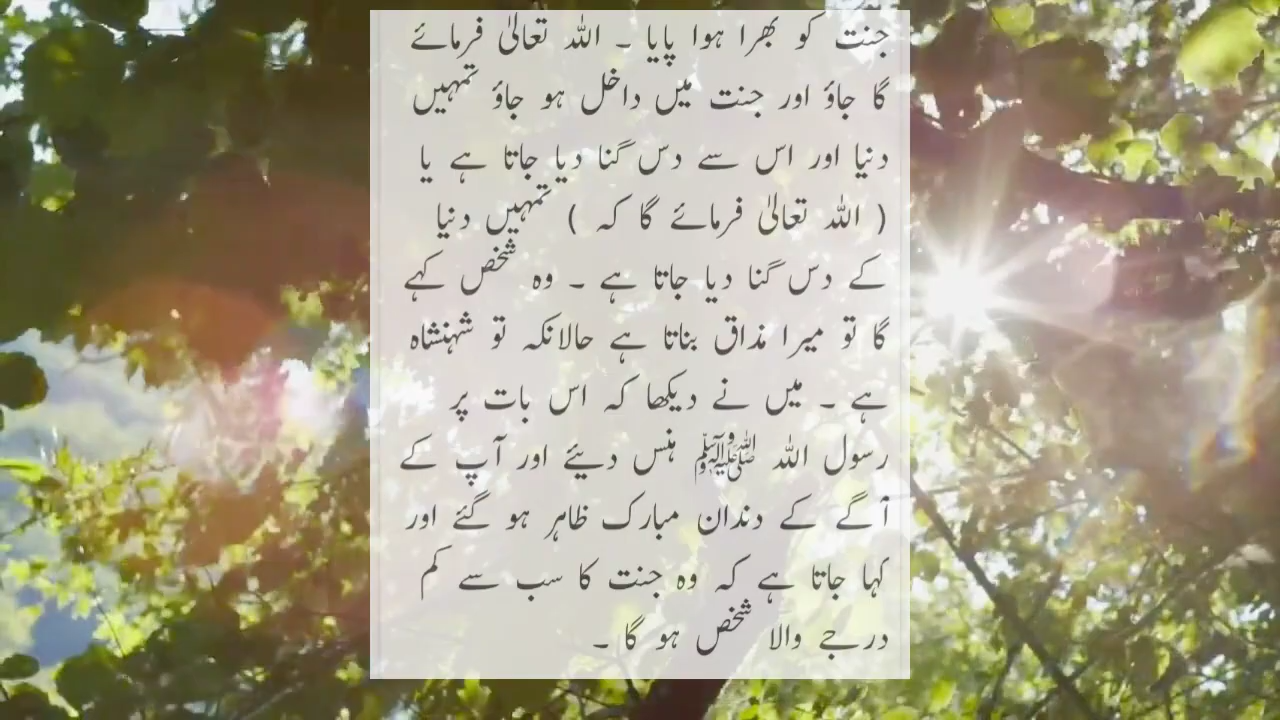 جنت کو بھرا ہوا پایا ۔ اللہ تعالیٰ فرمائے
گا جاؤ اور جنت میں داخل ہو جاؤ تمہیں
دنیا اور اس سے دس گنا دیا جاتا ہے یا
( اللہ تعالیٰ فرمائے گا کہ ) تمہیں دنیا
کے دس گنا دیا جاتا ہے ۔ وہ شخص کہے
گا تو میرا مذاق بناتا ہے حالانکہ تو شہنشاہ
ہے ۔ میں نے دیکھا کہ اس بات پر
رسول اللہ ﷺ ہنس دئیے اور آپ کے
آگے کے دندان مبارک ظاہر ہو گئے اور
کہا جاتا ہے کہ وہ جنت کا سب سے کم
درجے والا شخص ہو گا ۔